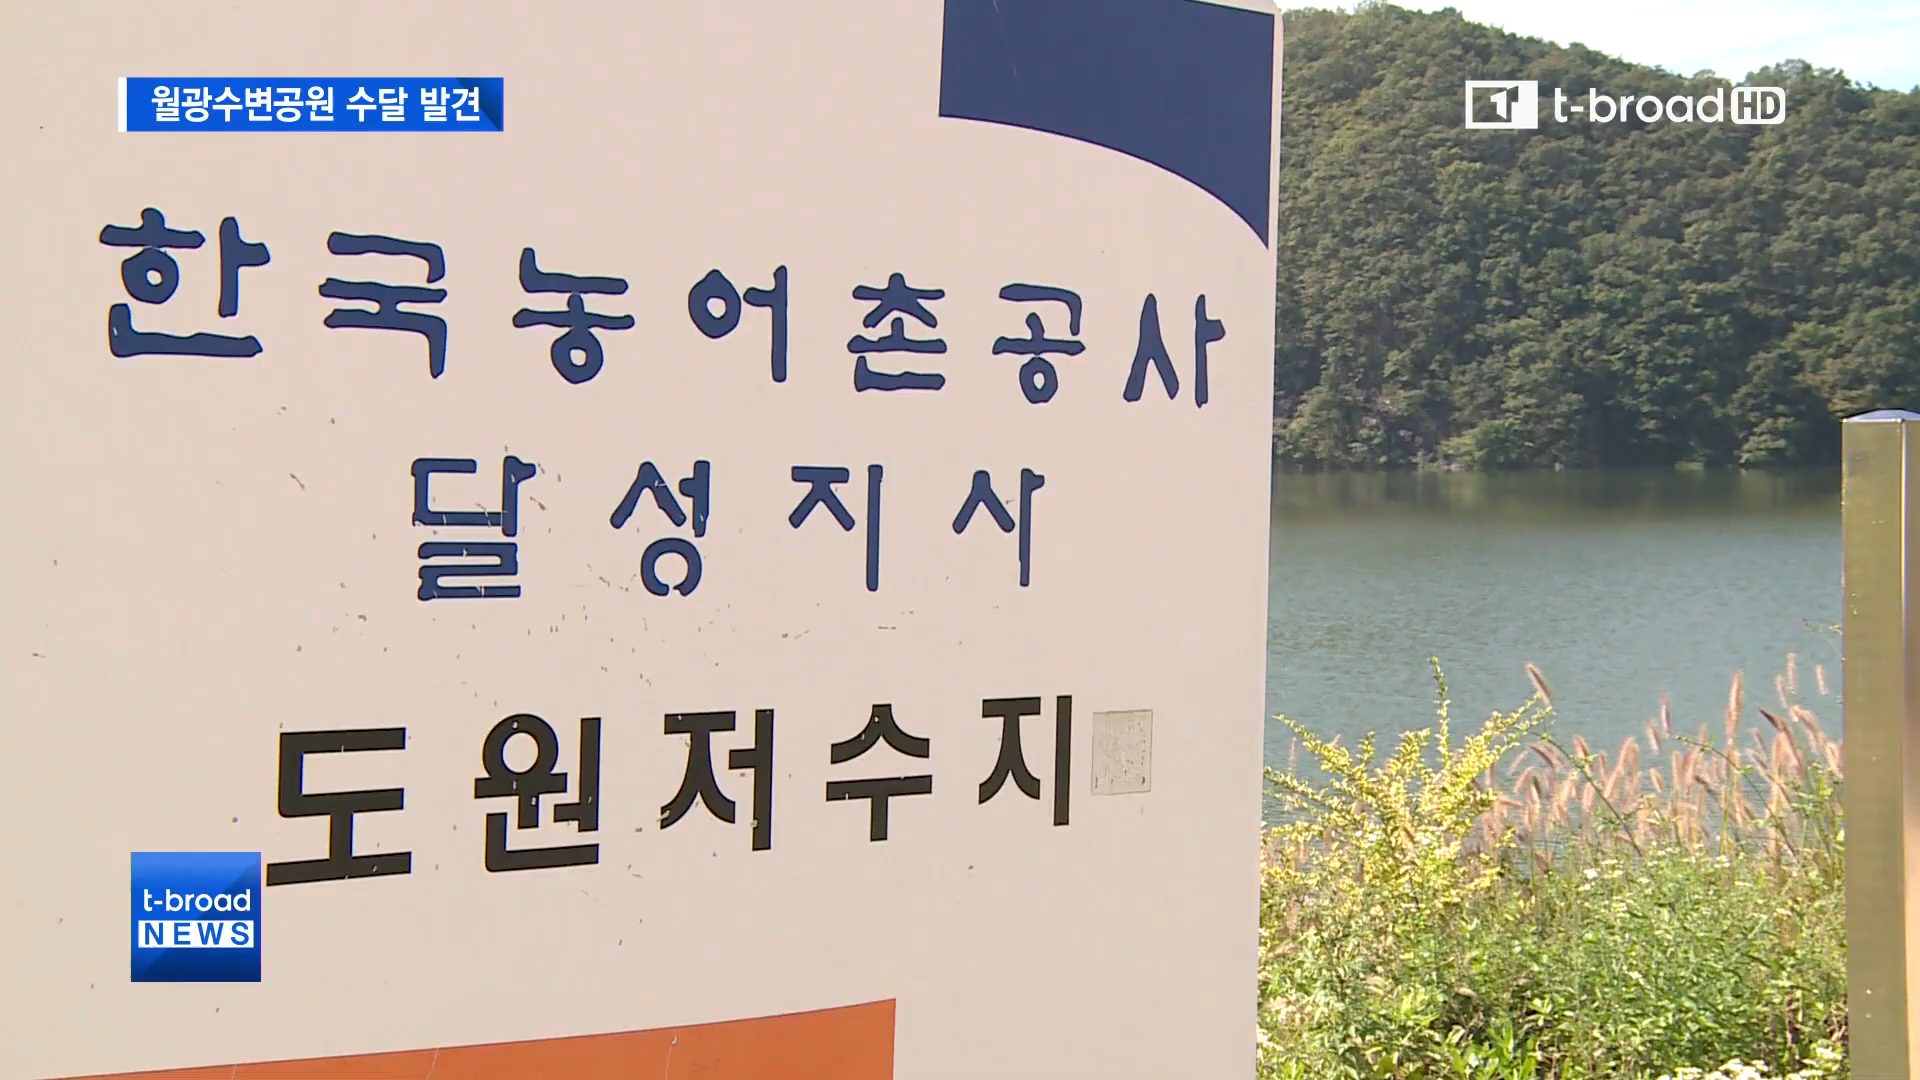 월광수변공원 수달 발견
t-broad HD
한국농어촌공사
달성지사
도원저수지
t-broad
NEWS